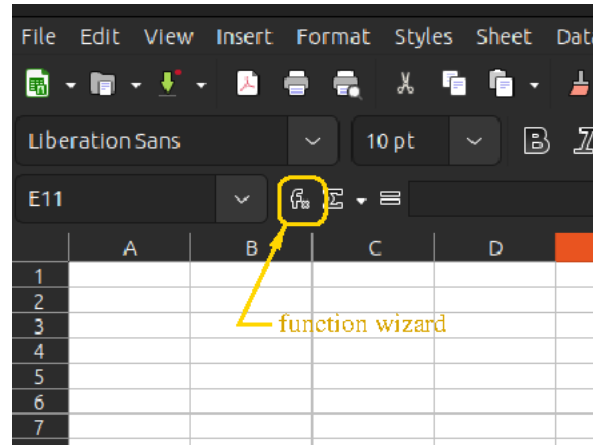 File Edit View Insert Format Styles Sheet Data
Liberation Sans 10 pt B I
E11 fx Σ =
A B C D
1
2
3
function wizard
4
5
6
7